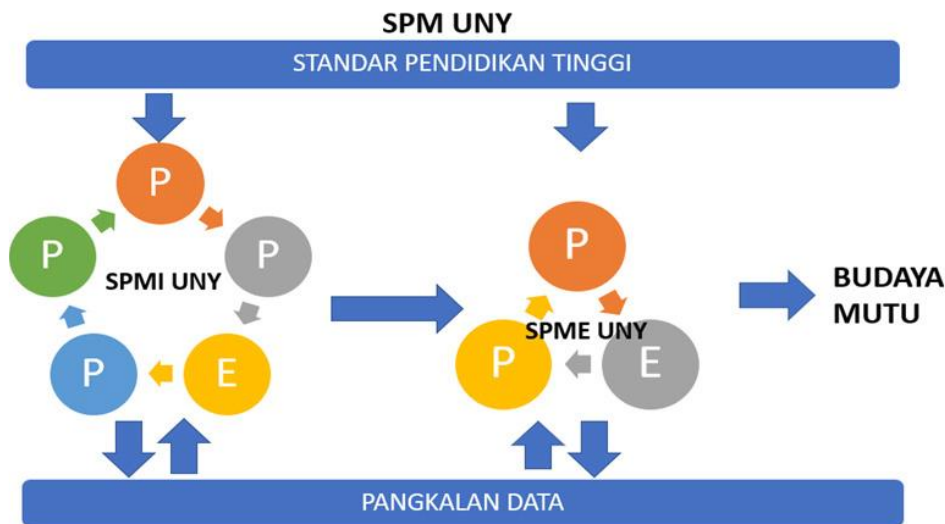 SPM UNY
STANDAR PENDIDIKAN TINGGI
P
P
P
SPMI UNY
P
E
P
P
SPME UNY
P
E
BUDAYA
MUTU
PANGKALAN DATA